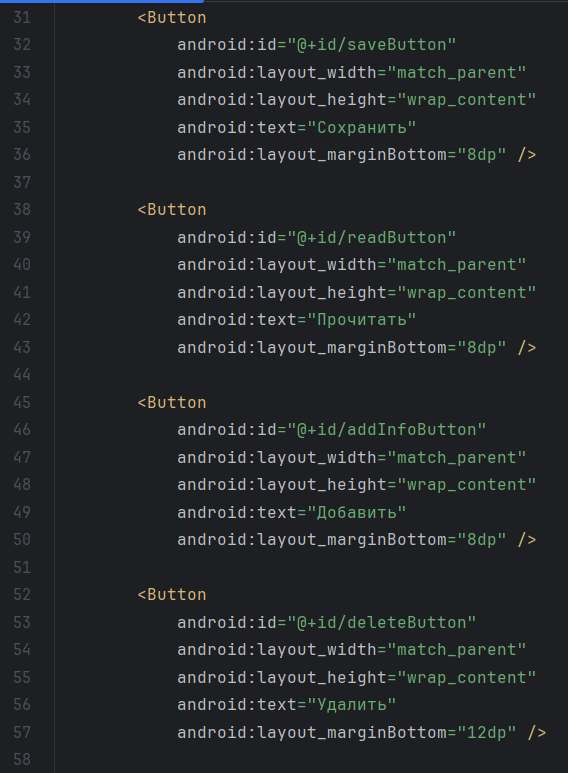 31 <Button
32 android:id="@+id/saveButton"
33 android:layout_width="match_parent"
34 android:layout_height="wrap_content"
35 android:text="Сохранить"
36 android:layout_marginBottom="8dp" />
37
38 <Button
39 android:id="@+id/readButton"
40 android:layout_width="match_parent"
41 android:layout_height="wrap_content"
42 android:text="Прочитать"
43 android:layout_marginBottom="8dp" />
44
45 <Button
46 android:id="@+id/addInfoButton"
47 android:layout_width="match_parent"
48 android:layout_height="wrap_content"
49 android:text="Добавить"
50 android:layout_marginBottom="8dp" />
51
52 <Button
53 android:id="@+id/deleteButton"
54 android:layout_width="match_parent"
55 android:layout_height="wrap_content"
56 android:text="Удалить"
57 android:layout_marginBottom="12dp" />
58